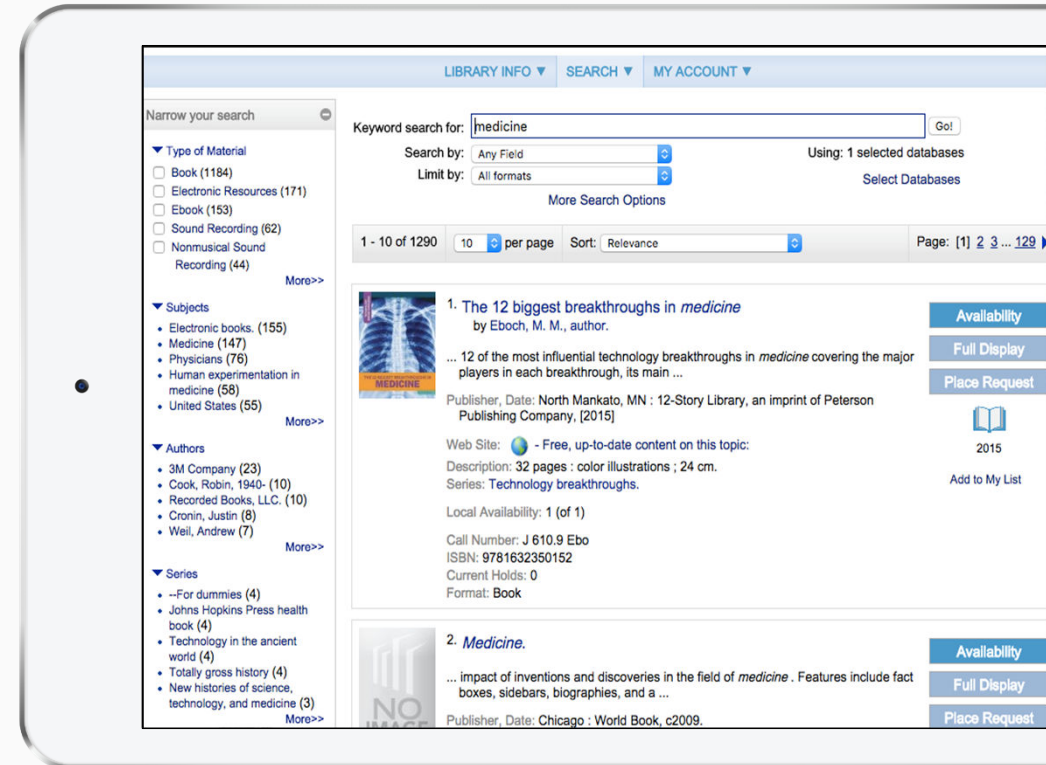 LIBRARY INFO ▼ SEARCH ▼ MY ACCOUNT ▼
Narrow your search
Type of Material
Book (1184)
Electronic Resources (171)
Ebook (153)
Sound Recording (62)
Nonmusical Sound
Recording (44)
More>>
Subjects
Electronic books. (155)
Medicine (147)
Physicians (76)
Human experimentation in
medicine (58)
United States (55)
More>>
Authors
3M Company (23)
Cook, Robin, 1940- (10)
Recorded Books, LLC. (10)
Cronin, Justin (8)
Weil, Andrew (7)
More>>
Series
--For dummies (4)
Johns Hopkins Press health
book (4)
Technology in the ancient
world (4)
Totally gross history (4)
New histories of science,
technology, and medicine (3)
More>>
Keyword search for: medicine Go!
Search by: Any Field Using: 1 selected databases
Limit by: All formats Select Databases
More Search Options
1 - 10 of 1290 10 per page Sort: Relevance Page: [1] 2 3 ... 129
MEDICINE
1. The 12 biggest breakthroughs in medicine
by Eboch, M. M., author.
... 12 of the most influential technology breakthroughs in medicine covering the major
players in each breakthrough, its main ...
Publisher, Date: North Mankato, MN : 12-Story Library, an imprint of Peterson
Publishing Company, [2015]
Web Site: - Free, up-to-date content on this topic:
Description: 32 pages : color illustrations ; 24 cm.
Series: Technology breakthroughs.
Local Availability: 1 (of 1)
Call Number: J 610.9 Ebo
ISBN: 9781632350152
Current Holds: 0
Format: Book
Availability
Full Display
Place Request
2015
Add to My List
NO
IMAGE
2. Medicine.
... impact of inventions and discoveries in the field of medicine . Features include fact
boxes, sidebars, biographies, and a ...
Publisher, Date: Chicago : World Book, c2009.
Availability
Full Display
Place Request